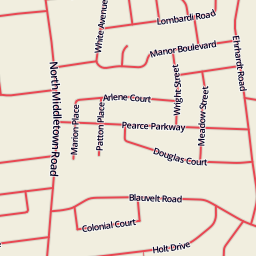 Lombardi Road
White Avenue
Manor Boulevard
Ehrhardt Road
North Middletown Road
Wright Street
Arlene Court
Meadow Street
Marion Place
Patton Place
Pearce Parkway
Douglas Court
Blauvelt Road
Colonial Court
Holt Drive